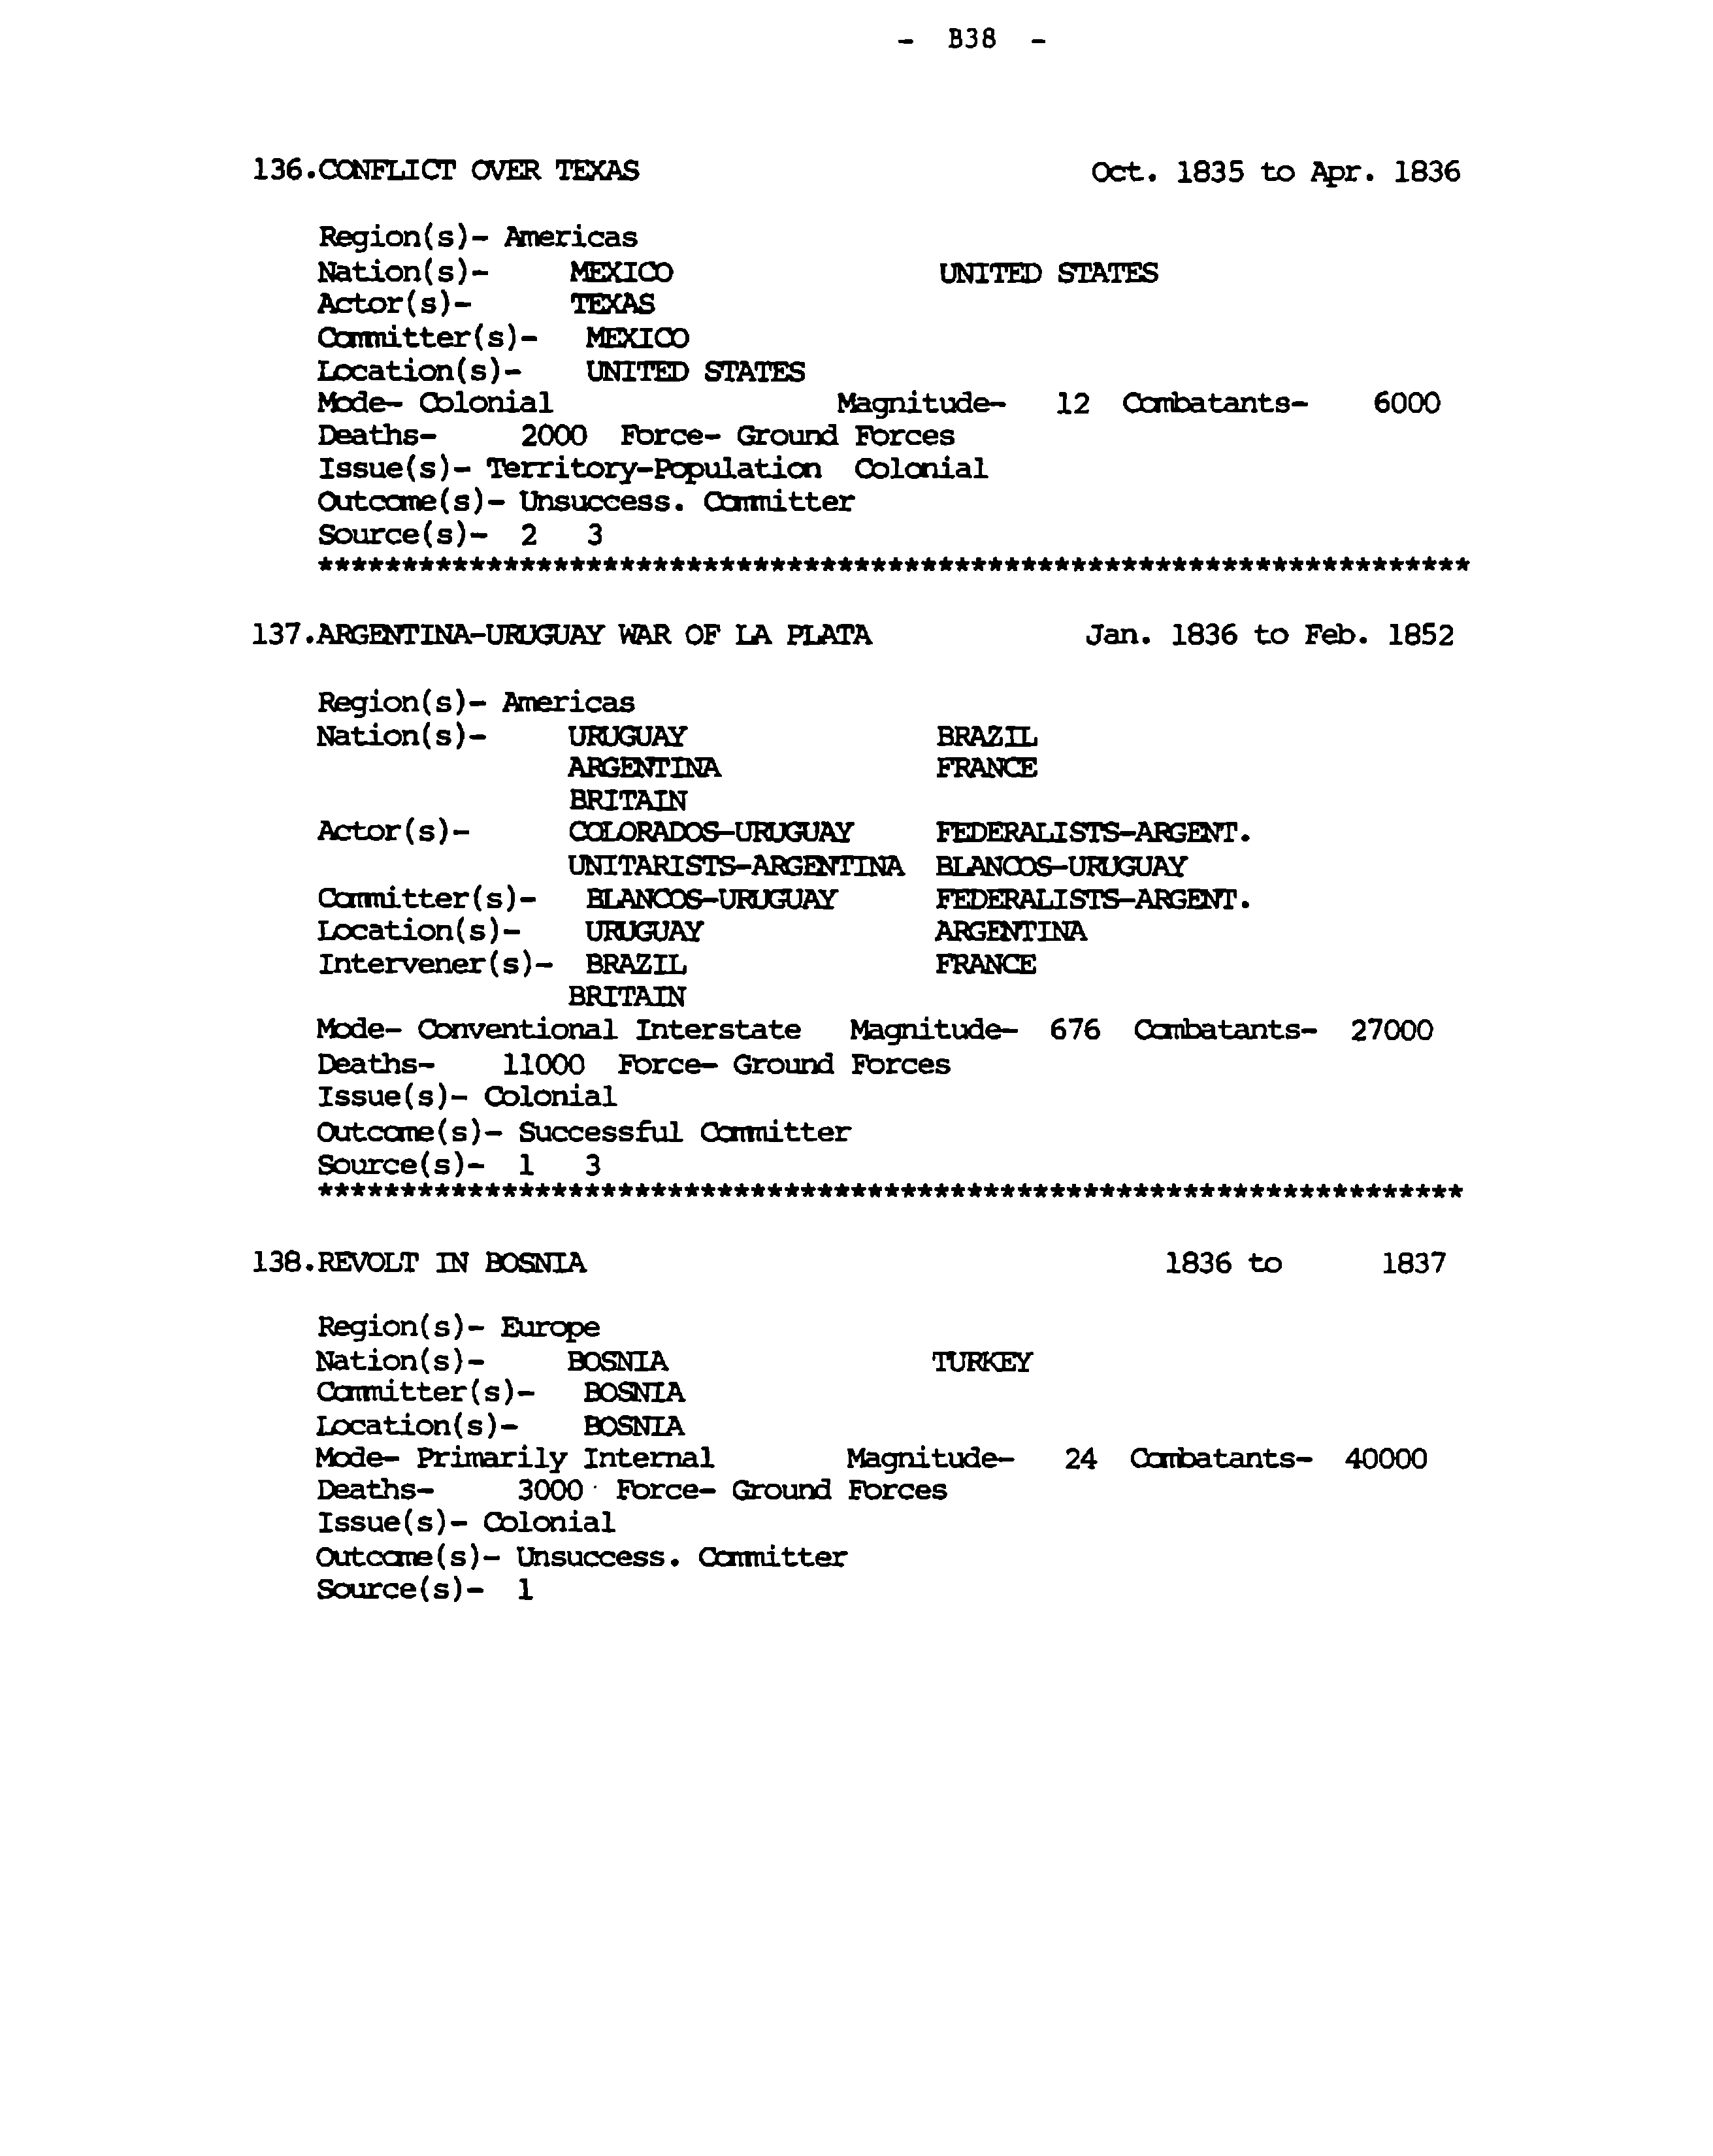 - B38 -
136.CONFLICT OVER TEXAS Oct. 1835 to Apr. 1836
Region(s)- Americas
Nation(s)- MEXICO UNITED STATES
Actor(s)- TEXAS
Committer(s)- MEXICO
Location(s)- UNITED STATES
Mode- Colonial Magnitude- 12 Combatants- 6000
Deaths- 2000 Force- Ground Forces
Issue(s)- Territory-Population Colonial
Outcome(s)- Unsuccess. Committer
Source(s)- 2 3
*********************************************************************
137.ARGENTINA-URUGUAY WAR OF LA PLATA Jan. 1836 to Feb. 1852
Region(s)- Americas
Nation(s)- URUGUAY BRAZIL
ARGENTINA FRANCE
BRITAIN
Actor(s)- COLORADOS-URUGUAY FEDERALISTS-ARGENT.
UNITARISTS-ARGENTINA BLANCOS-URUGUAY
Committer(s)- BLANCOS-URUGUAY FEDERALISTS-ARGENT.
Location(s)- URUGUAY ARGENTINA
Intervener(s)- BRAZIL FRANCE
BRITAIN
Mode- Conventional Interstate Magnitude- 676 Combatants- 27000
Deaths- 11000 Force- Ground Forces
Issue(s)- Colonial
Outcome(s)- Successful Committer
Source(s)- 1 3
*********************************************************************
138.REVOLT IN BOSNIA 1836 to 1837
Region(s)- Europe
Nation(s)- BOSNIA TURKEY
Committer(s)- BOSNIA
Location(s)- BOSNIA
Mode- Primarily Internal Magnitude- 24 Combatants- 40000
Deaths- 3000 Force- Ground Forces
Issue(s)- Colonial
Outcome(s)- Unsuccess. Committer
Source(s)- 1